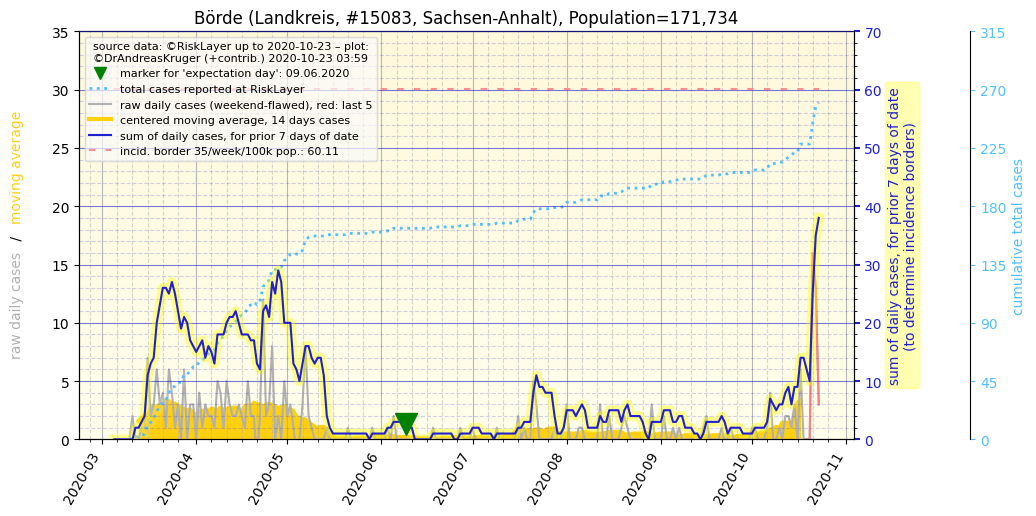 Börde (Landkreis, #15083, Sachsen-Anhalt), Population=171,734
source data: ©RiskLayer up to 2020-10-23 – plot:
©DrAndreasKruger (+contrib.) 2020-10-23 03:59
marker for 'expectation day': 09.06.2020
total cases reported at RiskLayer
raw daily cases (weekend-flawed), red: last 5
centered moving average, 14 days cases
sum of daily cases, for prior 7 days of date
incid. border 35/week/100k pop.: 60.11
raw daily cases / moving average
35
30
25
20
15
10
5
0
70
60
50
40
30
20
10
0
sum of daily cases, for prior 7 days of date
(to determine incidence borders)
315
270
225
180
135
90
45
0
cumulative total cases
2020-03
2020-04
2020-05
2020-06
2020-07
2020-08
2020-09
2020-10
2020-11